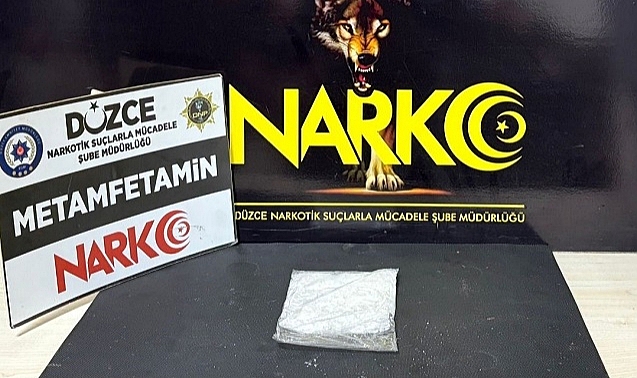 DÜZCE
NARKOTİK SUÇLARLA MÜCADELE
ŞUBE MÜDÜRLÜĞÜ
METAMFETAMİN
NARKO
NARKO
DÜZCE NARKOTİK SUÇLARLA MÜCADELE ŞUBE MÜDÜRLÜĞÜ